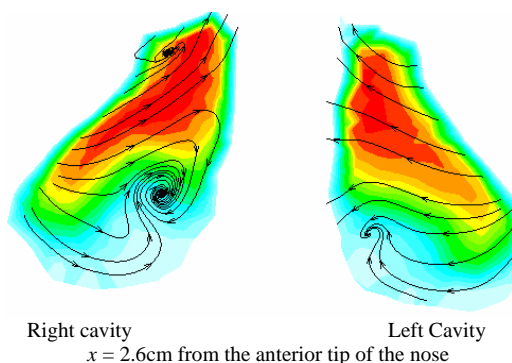 Right cavity Left Cavity
x = 2.6cm from the anterior tip of the nose